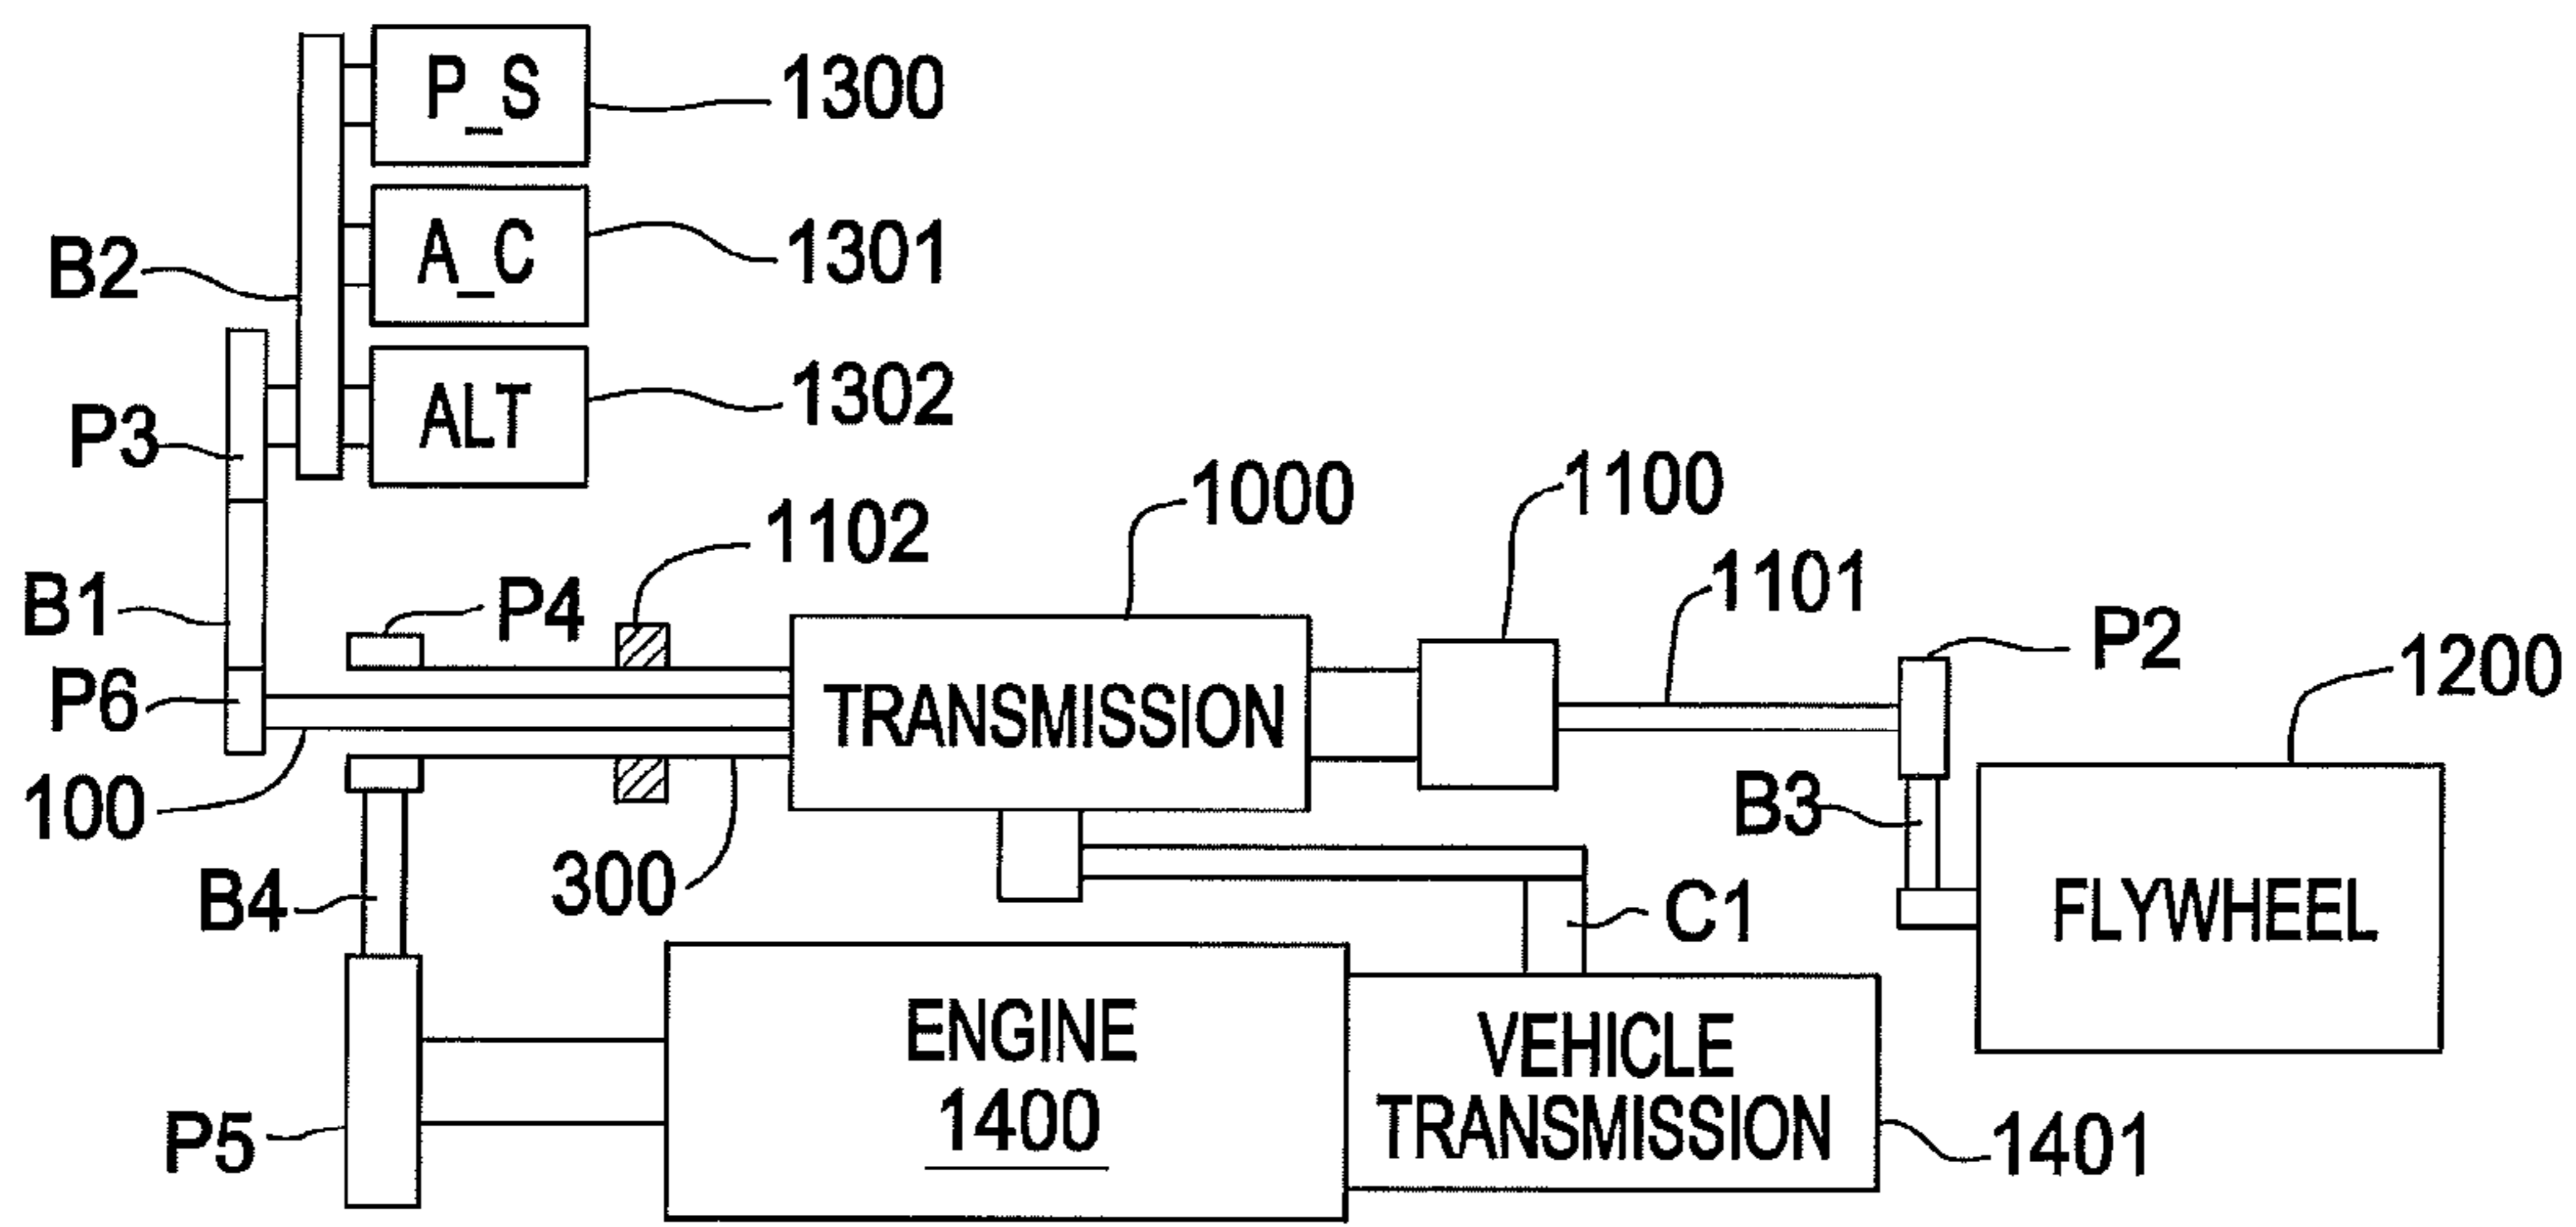 P_S
1300
A_C
1301
B2
ALT
1302
P3
1000
1100
1102
1101
B1
P4
P2
1200
P6
TRANSMISSION
100
B3
300
B4
C1
FLYWHEEL
ENGINE
1400
VEHICLE
TRANSMISSION
P5
1401